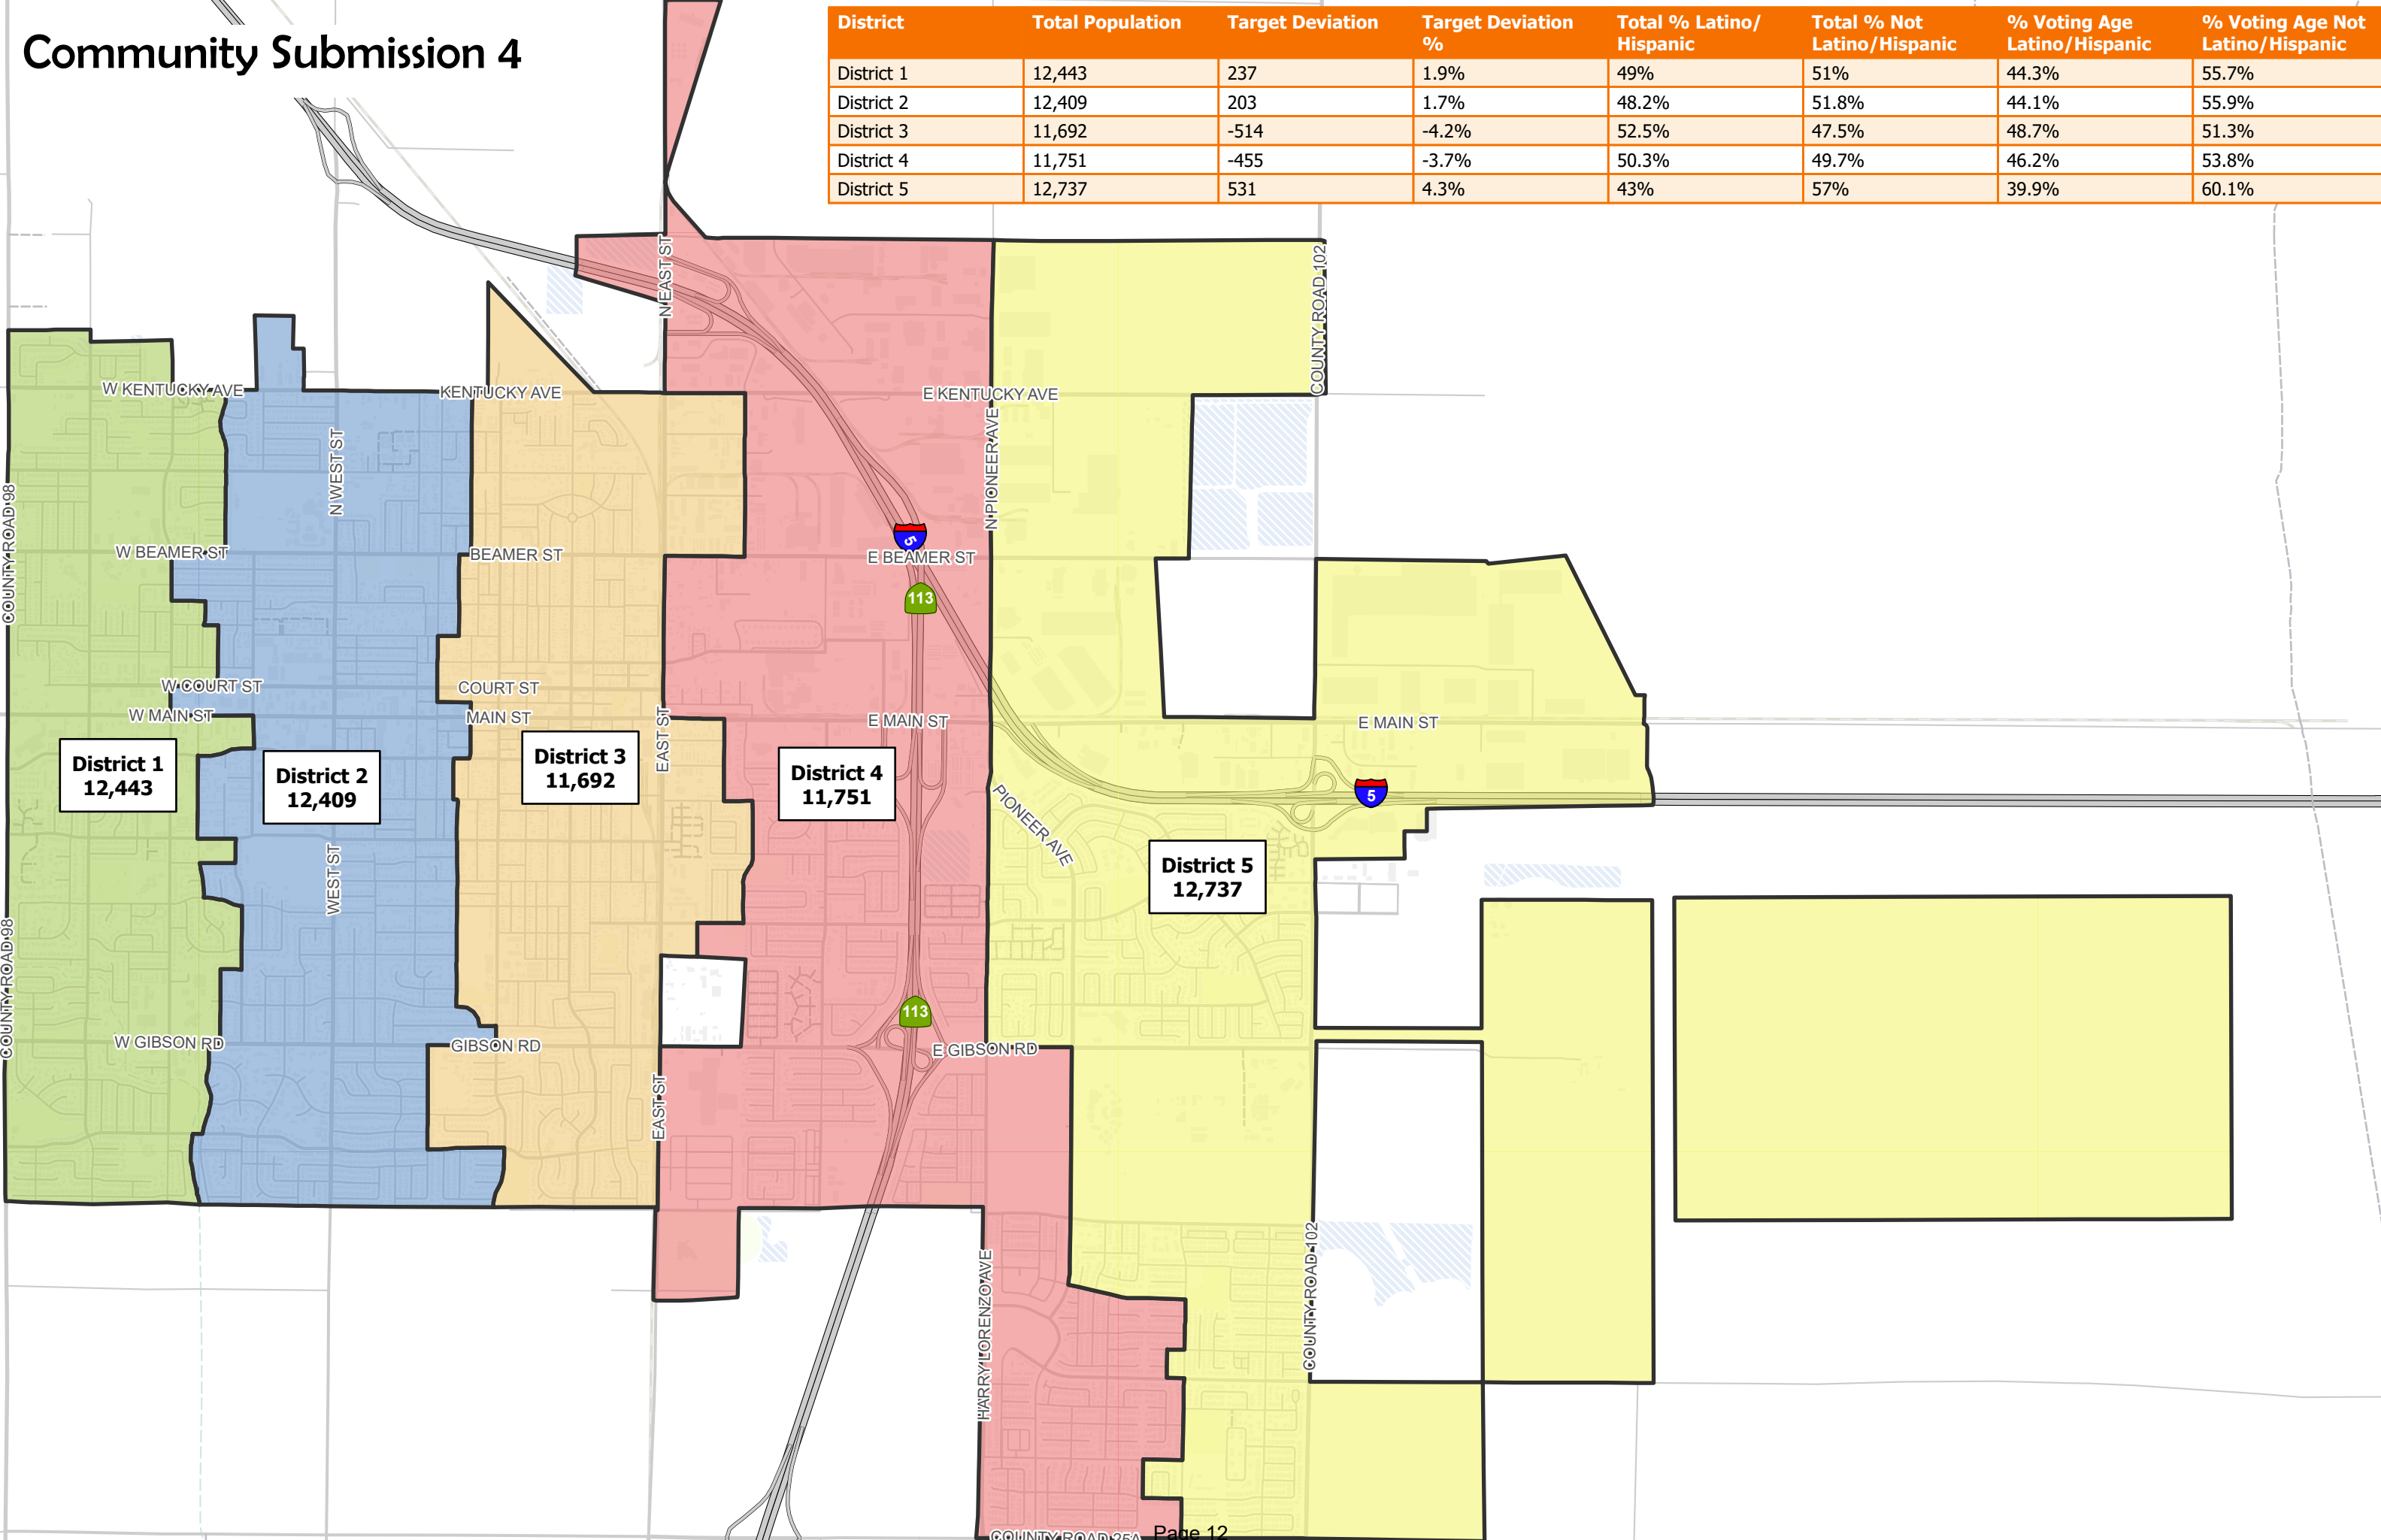 Community Submission 4
District Total Population Target Deviation Target Deviation % Total % Latino/ Hispanic Total % Not Latino/Hispanic % Voting Age Latino/Hispanic % Voting Age Not Latino/Hispanic
District 1 12,443 237 1.9% 49% 51% 44.3% 55.7%
District 2 12,409 203 1.7% 48.2% 51.8% 44.1% 55.9%
District 3 11,692 -514 -4.2% 52.5% 47.5% 48.7% 51.3%
District 4 11,751 -455 -3.7% 50.3% 49.7% 46.2% 53.8%
District 5 12,737 531 4.3% 43% 57% 39.9% 60.1%
N EAST ST
COUNTY ROAD 102
W KENTUCKY AVE
KENTUCKY AVE
E KENTUCKY AVE
N WEST ST
N PIONEER AVE
COUNTY ROAD 98
5
W BEAMER ST
BEAMER ST
E BEAMER ST
113
W COURT ST
COURT ST
W MAIN ST
MAIN ST
E MAIN ST
E MAIN ST
EAST ST
District 1
12,443
District 2
12,409
District 3
11,692
District 4
11,751
5
PIONEER AVE
District 5
12,737
WEST ST
COUNTY ROAD 98
113
W GIBSON RD
GIBSON RD
E GIBSON RD
EAST ST
HARRY LORENZO AVE
COUNTY ROAD 102
COUNTY ROAD 25A
Page 12